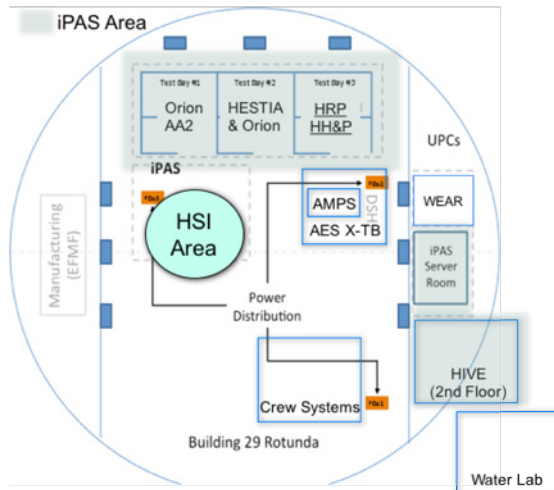 iPAS Area
Test Bay #1
Test Bay #2
Test Bay #3
Orion
AA2
HESTIA
& Orion
HRP
HH&P
UPCs
iPAS
HSI
Area
AMPS
DSH
AES X-TB
WEAR
iPAS
Server
Room
Manufacturing
(EFMF)
Power
Distribution
HIVE
(2nd Floor)
Crew Systems
Building 29 Rotunda
Water Lab